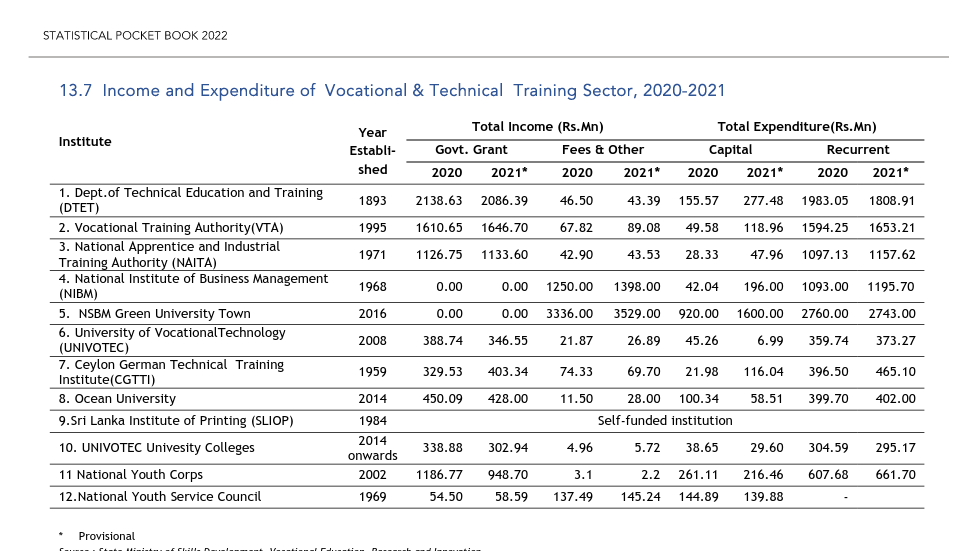 STATISTICAL POCKET BOOK 2022
13.7 Income and Expenditure of Vocational & Technical Training Sector, 2020-2021
Institute Year Establi- shed Total Income (Rs.Mn) Total Expenditure(Rs.Mn)
Govt. Grant Fees & Other Capital Recurrent
2020 2021* 2020 2021* 2020 2021* 2020 2021*
1. Dept.of Technical Education and Training
(DTET) 1893 2138.63 2086.39 46.50 43.39 155.57 277.48 1983.05 1808.91
2. Vocational Training Authority(VTA) 1995 1610.65 1646.70 67.82 89.08 49.58 118.96 1594.25 1653.21
3. National Apprentice and Industrial
Training Authority (NAITA) 1971 1126.75 1133.60 42.90 43.53 28.33 47.96 1097.13 1157.62
4. National Institute of Business Management
(NIBM) 1968 0.00 0.00 1250.00 1398.00 42.04 196.00 1093.00 1195.70
5. NSBM Green University Town 2016 0.00 0.00 3336.00 3529.00 920.00 1600.00 2760.00 2743.00
6. University of VocationalTechnology
(UNIVOTEC) 2008 388.74 346.55 21.87 26.89 45.26 6.99 359.74 373.27
7. Ceylon German Technical Training
Institute(CGTTI) 1959 329.53 403.34 74.33 69.70 21.98 116.04 396.50 465.10
8. Ocean University 2014 450.09 428.00 11.50 28.00 100.34 58.51 399.70 402.00
9.Sri Lanka Institute of Printing (SLIOP) 1984 Self-funded institution
10. UNIVOTEC Univesity Colleges 2014 onwards 338.88 302.94 4.96 5.72 38.65 29.60 304.59 295.17
11 National Youth Corps 2002 1186.77 948.70 3.1 2.2 261.11 216.46 607.68 661.70
12.National Youth Service Council 1969 54.50 58.59 137.49 145.24 144.89 139.88 -
* Provisional
Source : State Ministry of Skills Development, Vocational Education, Research and Innovation